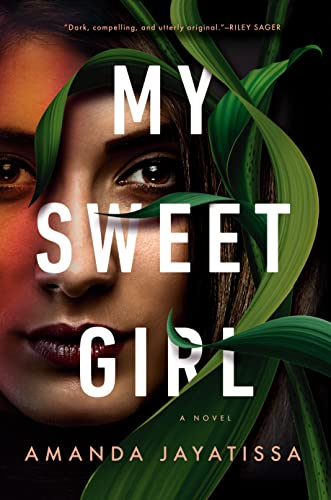 "Dark, compelling, and utterly original."—RILEY SAGER
MY
SWEET
GIRL
A NOVEL
AMANDA JAYATISSA